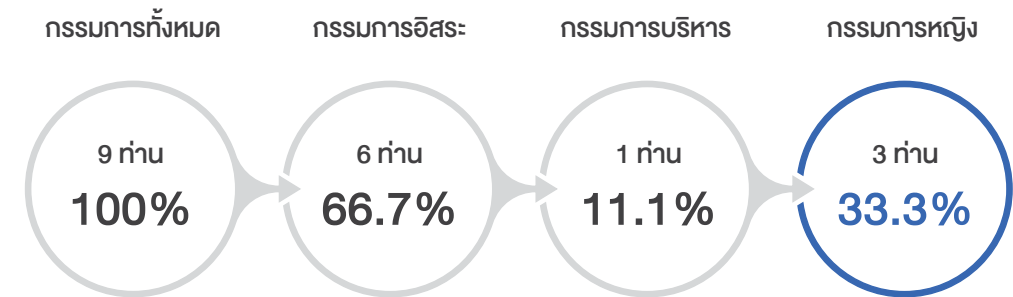 กรรมการทั้งหมด
กรรมการอิสระ
กรรมการบริหาร
กรรมการหญิง
9 ท่าน
100%
6 ท่าน
66.7%
1 ท่าน
11.1%
3 ท่าน
33.3%